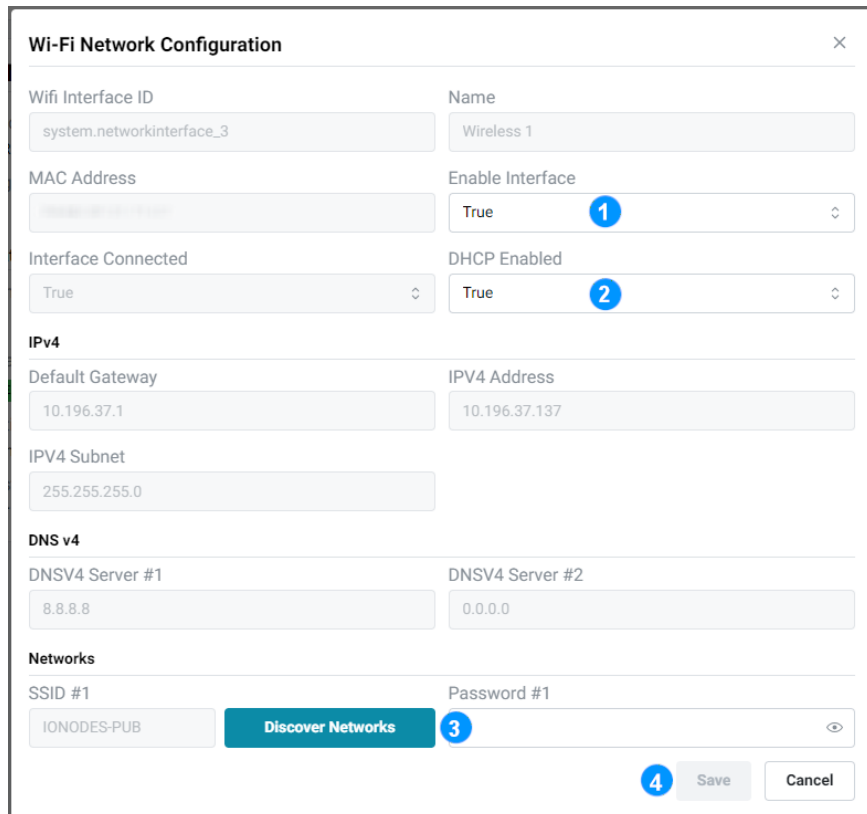 Wi-Fi Network Configuration
Wifi Interface ID Name
system.networkinterface_3 Wireless 1
MAC Address Enable Interface
True 1
Interface Connected DHCP Enabled
True True 2
IPv4
Default Gateway IPV4 Address
10.196.37.1 10.196.37.137
IPV4 Subnet
255.255.255.0
DNS v4
DNSV4 Server #1 DNSV4 Server #2
8.8.8.8 0.0.0.0
Networks
SSID #1 Password #1
IONODES-PUB Discover Networks 3
4 Save Cancel